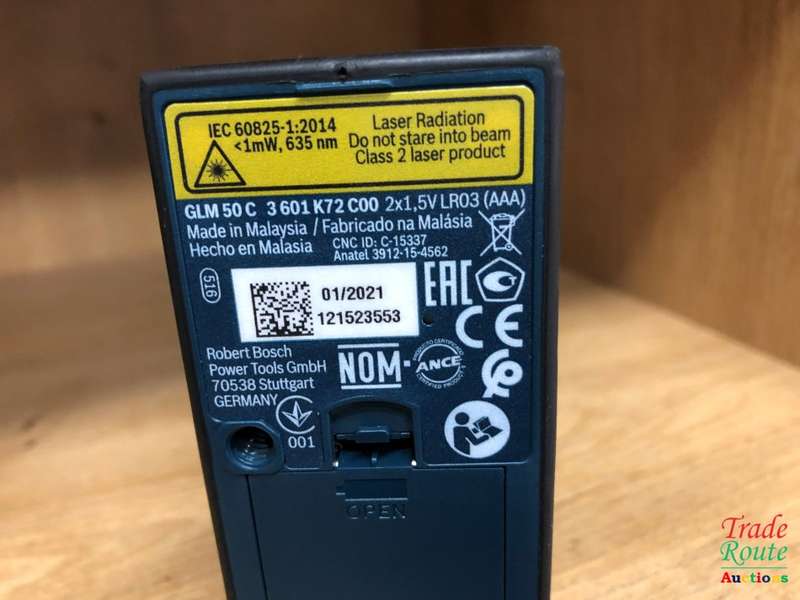 IEC 60825-1:2014
<1mW, 635 nm
Laser Radiation
Do not stare into beam
Class 2 laser product
GLM 50 C 3 601 K72 C00 2x1,5V LR03 (AAA)
Made in Malaysia / Fabricado na Malásia
Hecho en Malasia
CNC ID: C-15337
Anatel 3912-15-4562
516
01/2021
121523553
EAC
CE
Robert Bosch
Power Tools GmbH
70538 Stuttgart
GERMANY
NOM-
ANCE
001
OPEN
Trade
Route
Auctions